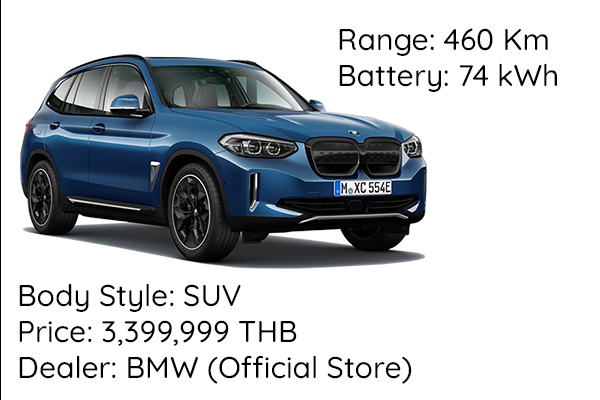 Range: 460 Km
Battery: 74 kWh
M XC 554E
Body Style: SUV
Price: 3,399,999 THB
Dealer: BMW (Official Store)